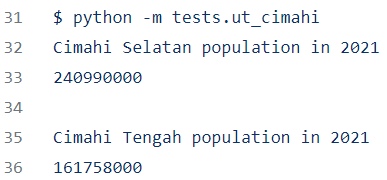 31 $ python -m tests.ut_cimahi
32 Cimahi Selatan population in 2021
33 240990000
34
35 Cimahi Tengah population in 2021
36 161758000